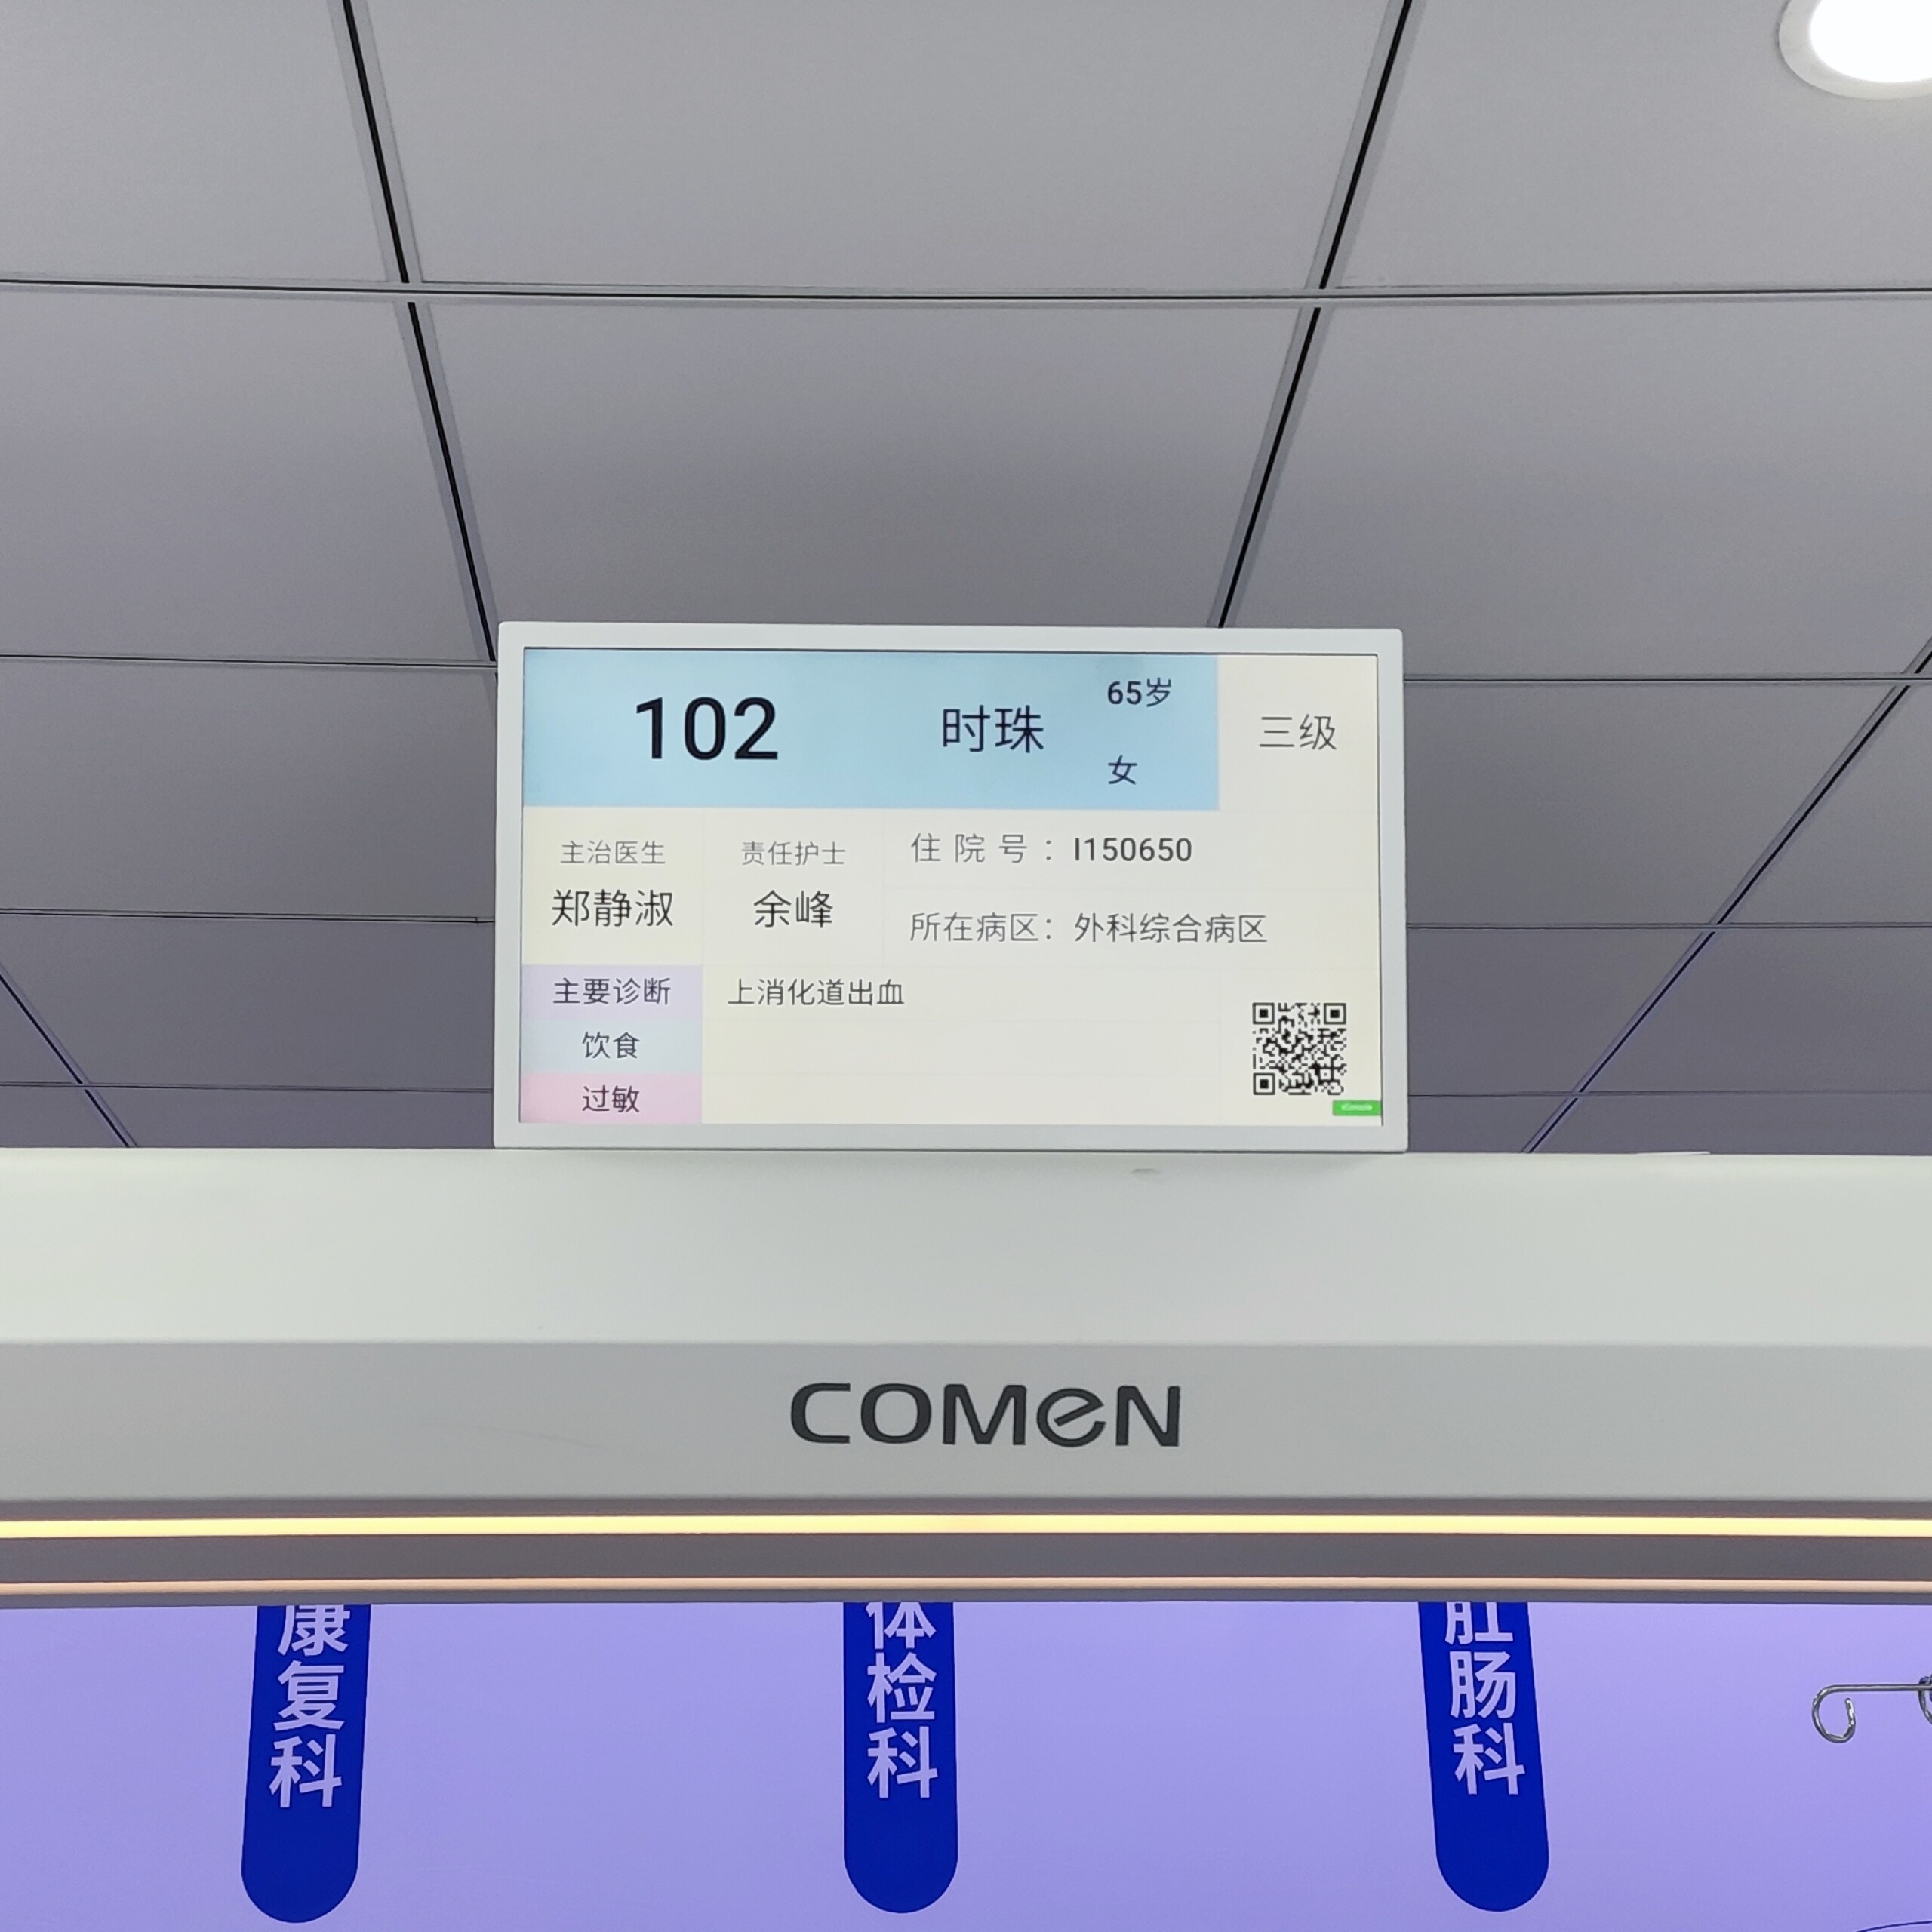 102
时珠
65岁
女
三级
主治医生
郑静淑
责任护士
余峰
住院号：I150650
所在病区：外科综合病区
主要诊断
上消化道出血
饮食
过敏
vConsole
COMEN
康复科
体检科
肛肠科